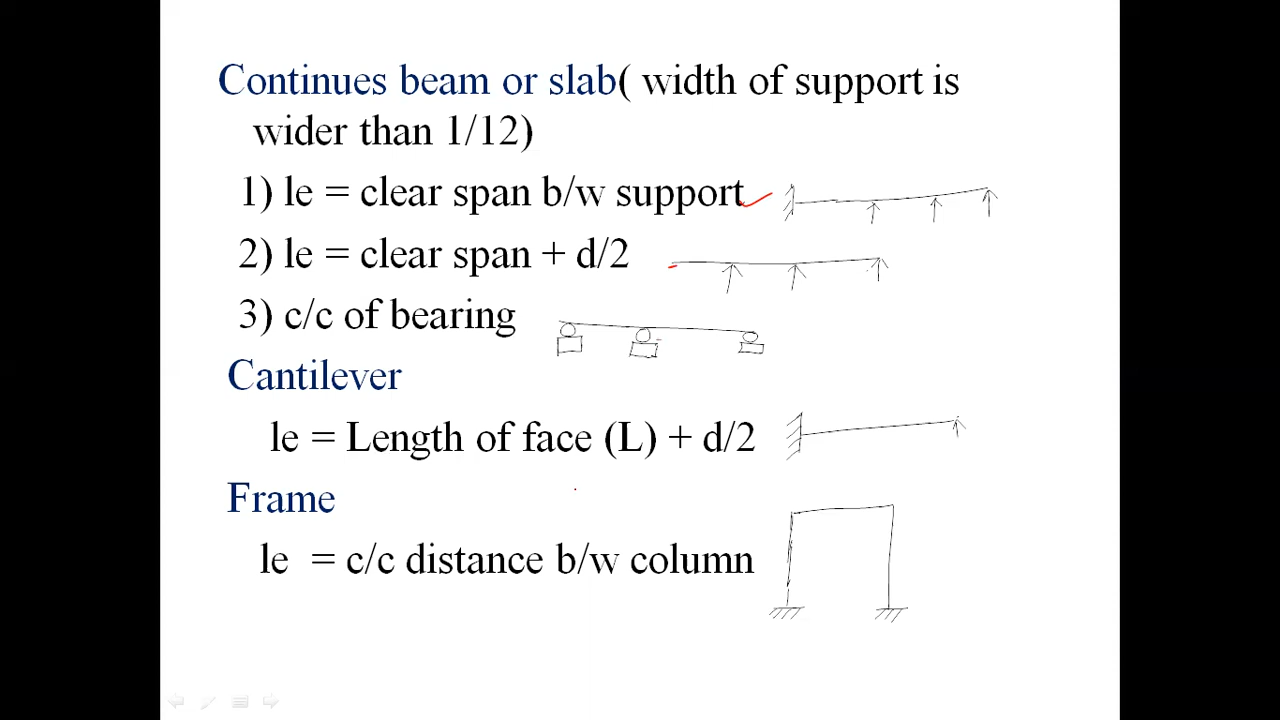 Continues beam or slab( width of support is
wider than 1/12)
1) le = clear span b/w support
2) le = clear span + d/2
3) c/c of bearing
Cantilever
le = Length of face (L) + d/2
Frame
le = c/c distance b/w column